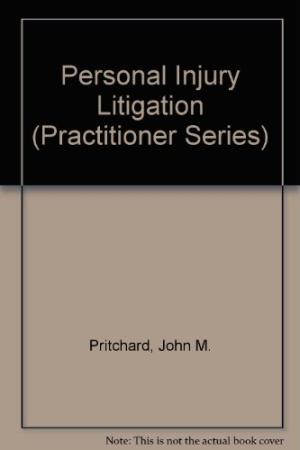 Personal Injury
Litigation
(Practitioner Series)
Pritchard, John M.
Note: This is not the actual book cover